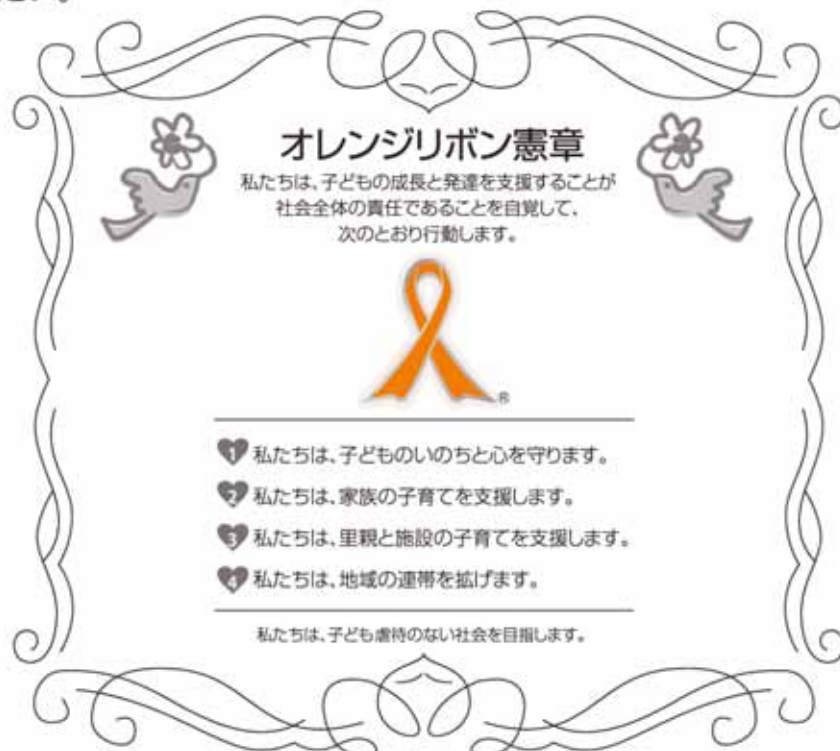 オレンジリボン憲章
私たちは、子どもの成長と発達を支援することが
社会全体の責任であることを自覚して、
次のとおり行動します。
®
1 私たちは、子どものいのちと心を守ります。
2 私たちは、家族の子育てを支援します。
3 私たちは、里親と施設の子育てを支援します。
4 私たちは、地域の連帯を拡げます。
私たちは、子ども虐待のない社会を目指します。